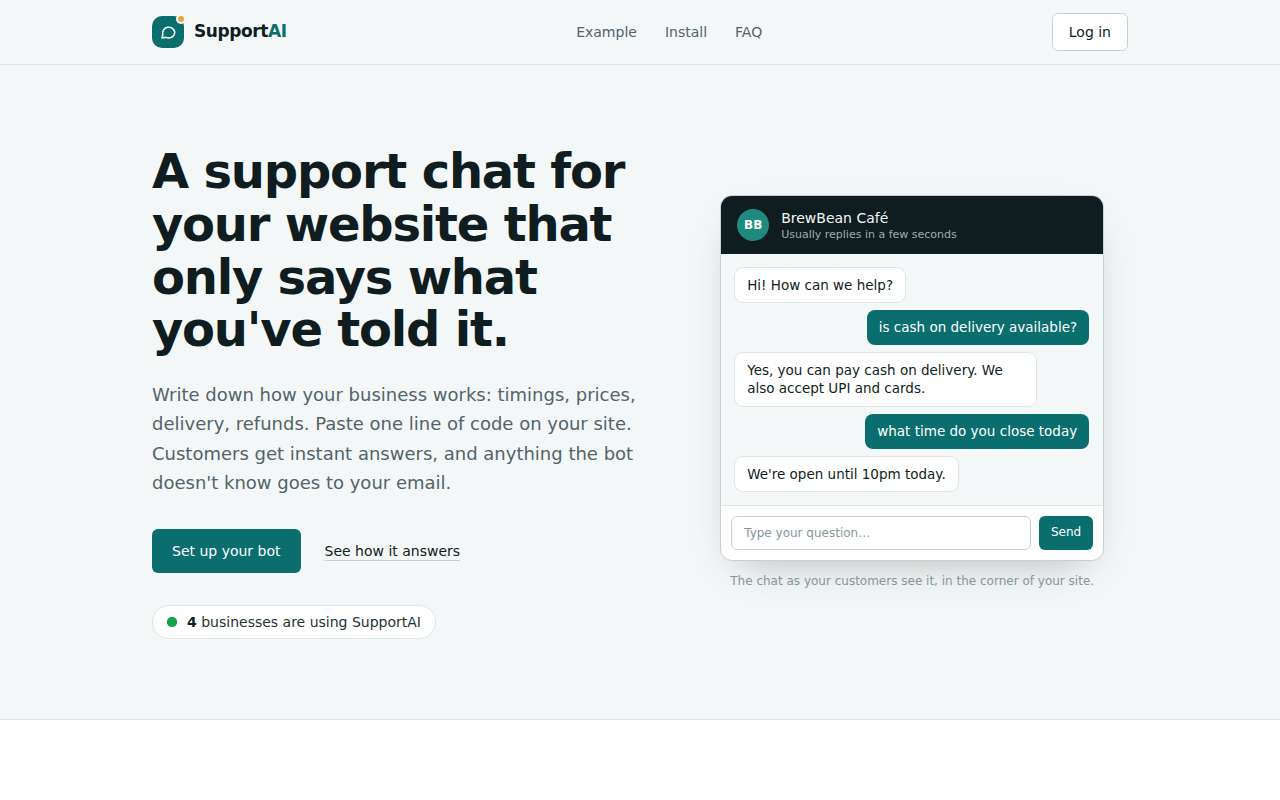 SupportAI
Example
Install
FAQ
Log in
A support chat for
your website that
only says what
you've told it.
Write down how your business works: timings, prices,
delivery, refunds. Paste one line of code on your site.
Customers get instant answers, and anything the bot
doesn't know goes to your email.
Set up your bot
See how it answers
4 businesses are using SupportAI
BB
BrewBean Café
Usually replies in a few seconds
Hi! How can we help?
is cash on delivery available?
Yes, you can pay cash on delivery. We
also accept UPI and cards.
what time do you close today
We're open until 10pm today.
Type your question...
Send
The chat as your customers see it, in the corner of your site.